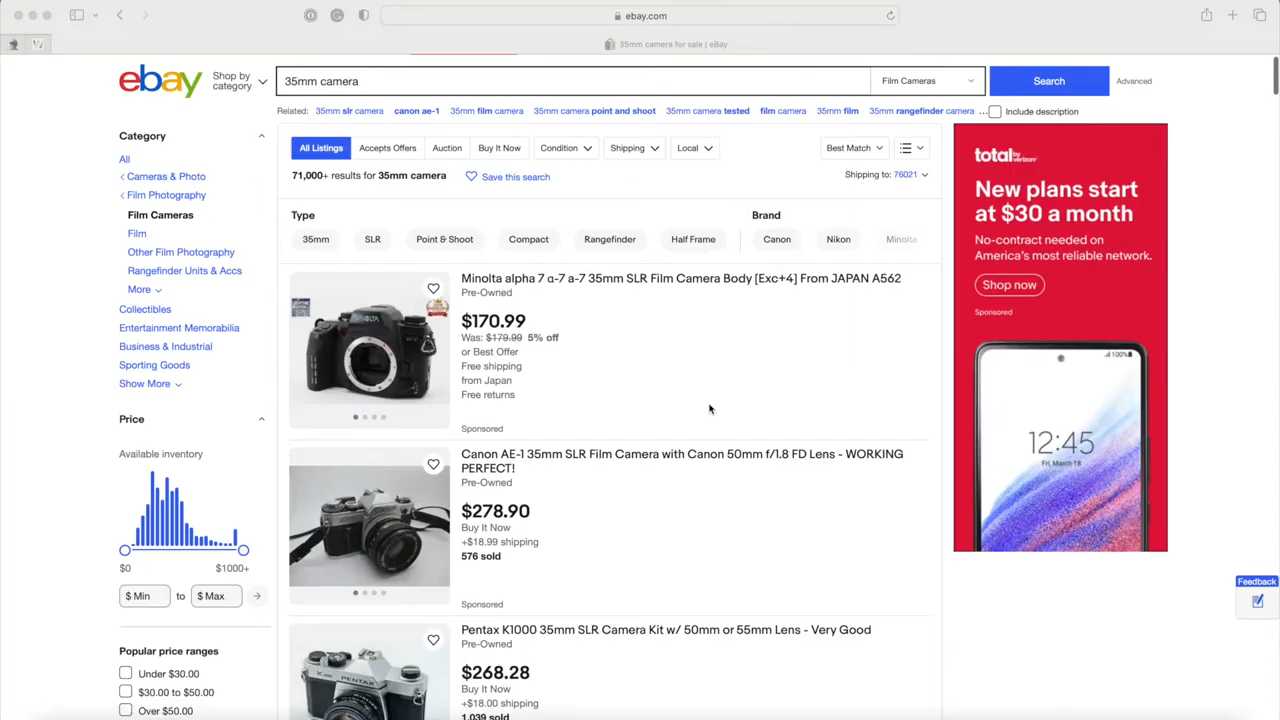 ebay.com
35mm camera for sale | eBay
ebay
Shop by
category
35mm camera
Film Cameras
Search
Advanced
Related: 35mm slr camera canon ae-1 35mm film camera 35mm camera point and shoot 35mm camera tested film camera 35mm film 35mm rangefinder camera ...
Include description
Category
All
Cameras & Photo
Film Photography
Film Cameras
Film
Other Film Photography
Rangefinder Units & Accs
More
Collectibles
Entertainment Memorabilia
Business & Industrial
Sporting Goods
Show More
Price
Available inventory
$0 $1000+
$ Min to $ Max
Popular price ranges
Under $30.00
$30.00 to $50.00
Over $50.00
All Listings Accepts Offers Auction Buy It Now Condition Shipping Local Best Match
71,000+ results for 35mm camera
Save this search
Shipping to: 76021
Type
35mm SLR Point & Shoot Compact Rangefinder Half Frame
Brand
Canon Nikon Minolta
Minolta alpha 7 α-7 a-7 35mm SLR Film Camera Body [Exc+4] From JAPAN A562
Pre-Owned
$170.99
Was: $179.99 5% off
or Best Offer
Free shipping
from Japan
Free returns
Sponsored
MINOLTA
Canon AE-1 35mm SLR Film Camera with Canon 50mm f/1.8 FD Lens - WORKING
PERFECT!
Pre-Owned
$278.90
Buy It Now
+$18.99 shipping
576 sold
Sponsored
Pentax K1000 35mm SLR Camera Kit w/ 50mm or 55mm Lens - Very Good
Pre-Owned
$268.28
Buy It Now
+$18.00 shipping
1,039 sold
total by verizon
New plans start
at $30 a month
No-contract needed on
America's most reliable network.
Shop now
Sponsored
100%
12:45
Fri, March 18
Feedback